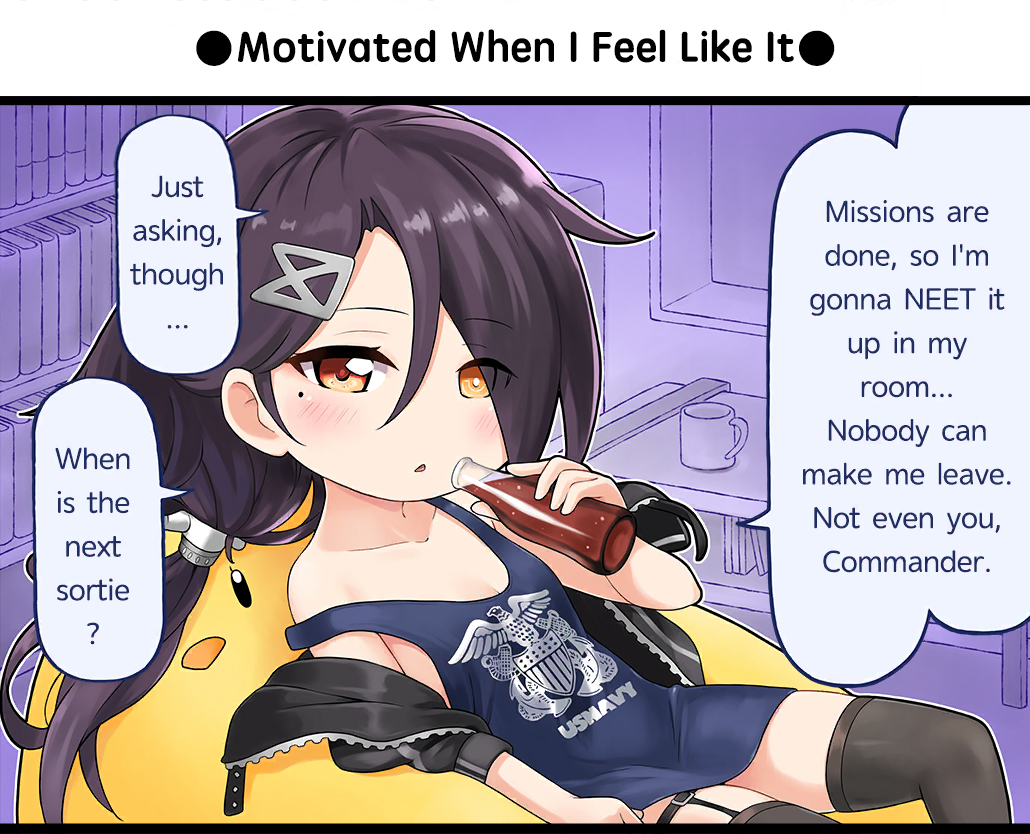 ●Motivated When I Feel Like It●
Missions are
done, so I'm
gonna NEET it
up in my
room...
Nobody can
make me leave.
Not even you,
Commander.
Just
asking,
though
...
When
is the
next
sortie
?
USNAVY